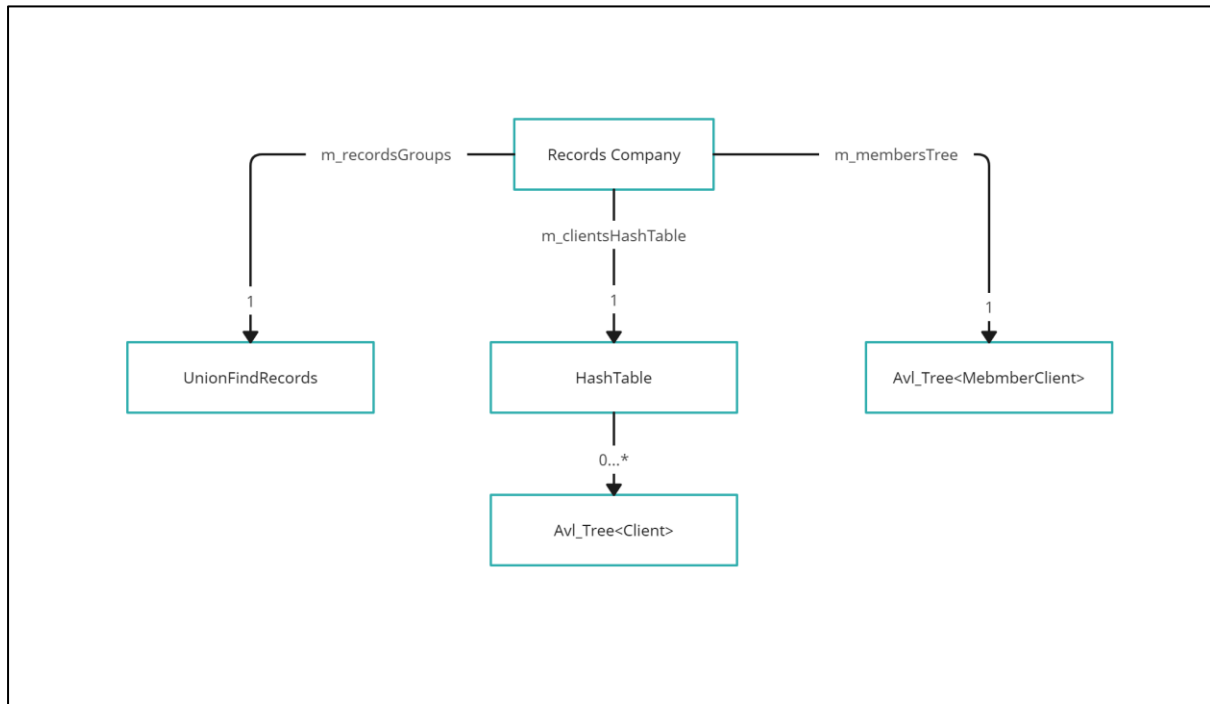 Records Company
m_recordsGroups
m_membersTree
m_clientsHashTable
1
1
1
UnionFindRecords
HashTable
Avl_Tree<MebmberClient>
0...*
Avl_Tree<Client>